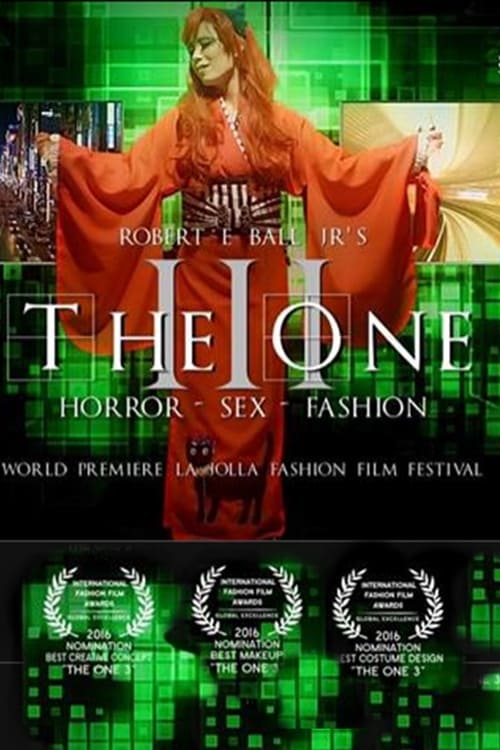 ROBERT E BALL JR'S
III
THE ONE
HORROR - SEX - FASHION
WORLD PREMIERE LA JOLLA FASHION FILM FESTIVAL
INTERNATIONAL FASHION FILM AWARDS
GLOBAL EXCELLENCE
2016
NOMINATION
BEST CREATIVE CONCEPT
"THE ONE 3"
INTERNATIONAL FASHION FILM AWARDS
GLOBAL EXCELLENCE
2016
NOMINATION
BEST MAKEUP
"THE ONE 3"
INTERNATIONAL FASHION FILM AWARDS
GLOBAL EXCELLENCE
2016
NOMINATION
EST COSTUME DESIGN
"THE ONE 3"